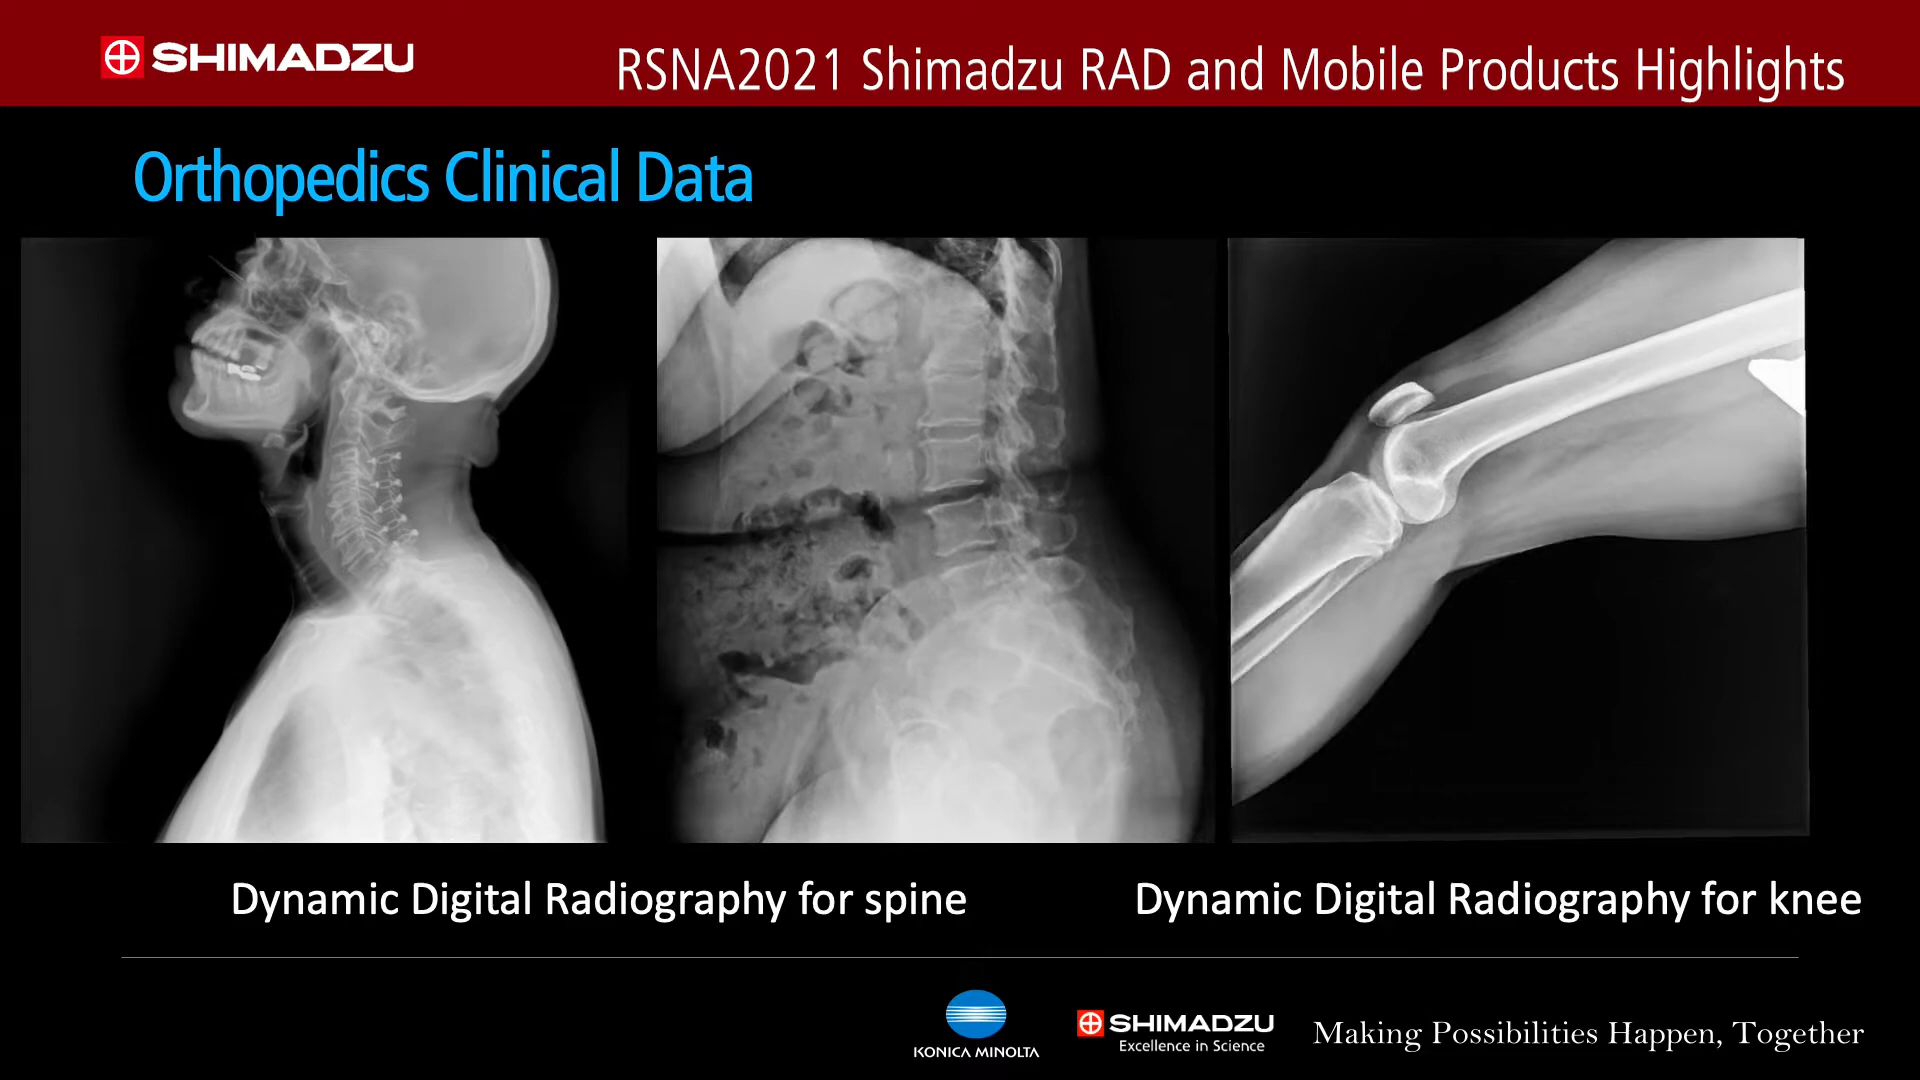 SHIMADZU
RSNA2021 Shimadzu RAD and Mobile Products Highlights
Orthopedics Clinical Data
Dynamic Digital Radiography for spine
Dynamic Digital Radiography for knee
KONICA MINOLTA
SHIMADZU
Excellence in Science
Making Possibilities Happen, Together